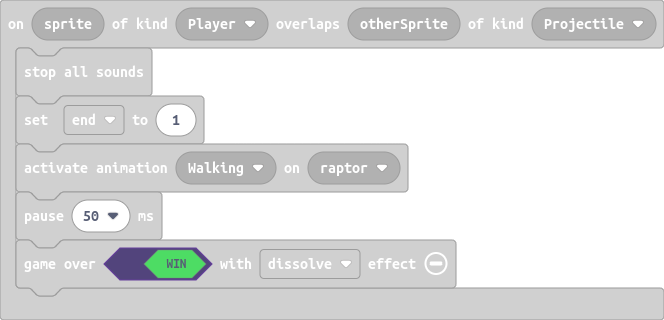 on sprite of kind Player overlaps otherSprite of kind Projectile
stop all sounds
set end to 1
activate animation Walking on raptor
pause 50 ms
game over WIN with dissolve effect